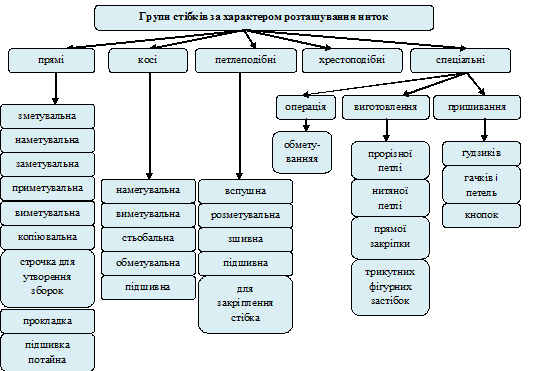 Групи стібків за характером розташування ниток
прямі
косі
петлеподібні
хрестоподібні
спеціальні
операція
виготовлення
пришивання
зметувальна
наметувальна
заметувальна
приметувальна
виметувальна
копіювальна
строчка для
утворення
зборок
прокладка
підшивка
потайна
наметувальна
виметувальна
стьобальна
обметувальна
підшивна
вспушна
розметувальна
зшивна
підшивна
для
закріплення
стібка
обмету-
ванняя
прорізної
петлі
нитяної
петлі
прямої
закріпки
трикутних
фігурних
застібок
ґудзиків
гачків і
петель
кнопок